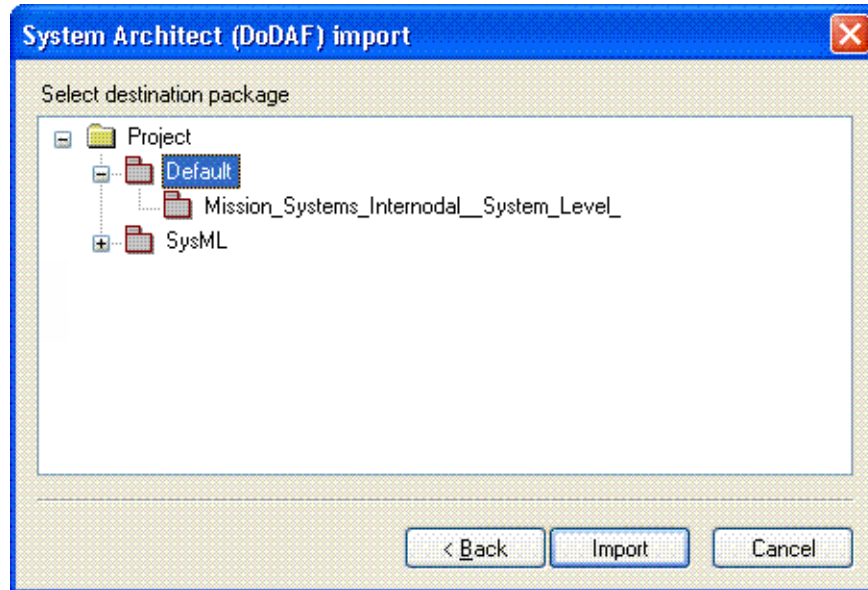 System Architect (DoDAF) import
Select destination package
Project
Default
Mission_Systems_Internodal__System_Level_
SysML
< Back
Import
Cancel